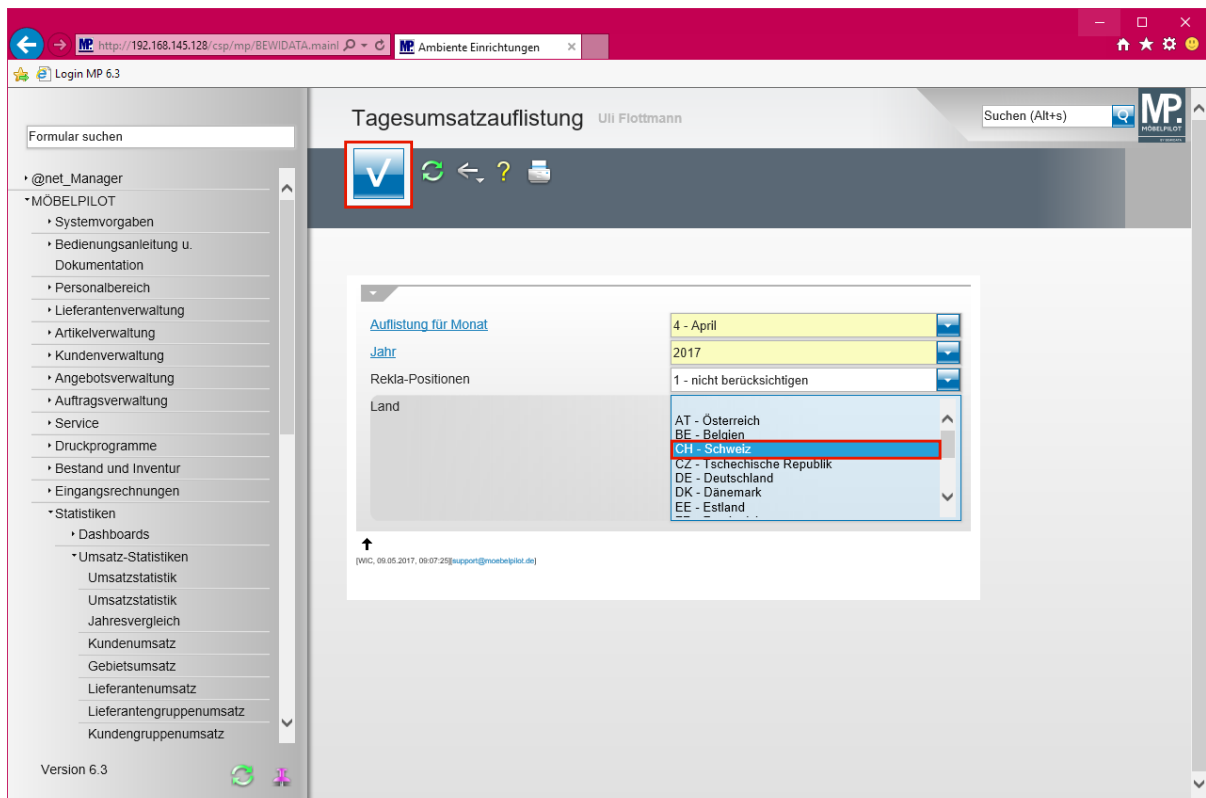 http://192.168.145.128/csp/mp/BEWIDATA.mainl
MP. Ambiente Einrichtungen
Login MP 6.3
Formular suchen
@net_Manager
MÖBELPILOT
Systemvorgaben
Bedienungsanleitung u.
Dokumentation
Personalbereich
Lieferantenverwaltung
Artikelverwaltung
Kundenverwaltung
Angebotsverwaltung
Auftragsverwaltung
Service
Druckprogramme
Bestand und Inventur
Eingangsrechnungen
Statistiken
Dashboards
Umsatz-Statistiken
Umsatzstatistik
Umsatzstatistik
Jahresvergleich
Kundenumsatz
Gebietsumsatz
Lieferantenumsatz
Lieferantengruppenumsatz
Kundengruppenumsatz
Version 6.3
Tagesumsatzauflistung Uli Flottmann
Suchen (Alt+s)
MP.
MÖBELPILOT
Auflistung für Monat 4 - April
Jahr 2017
Rekla-Positionen 1 - nicht berücksichtigen
Land
AT - Österreich
BE - Belgien
CH - Schweiz
CZ - Tschechische Republik
DE - Deutschland
DK - Dänemark
EE - Estland
[WIC, 09.05.2017, 09:07:25][support@moebelpilot.de]